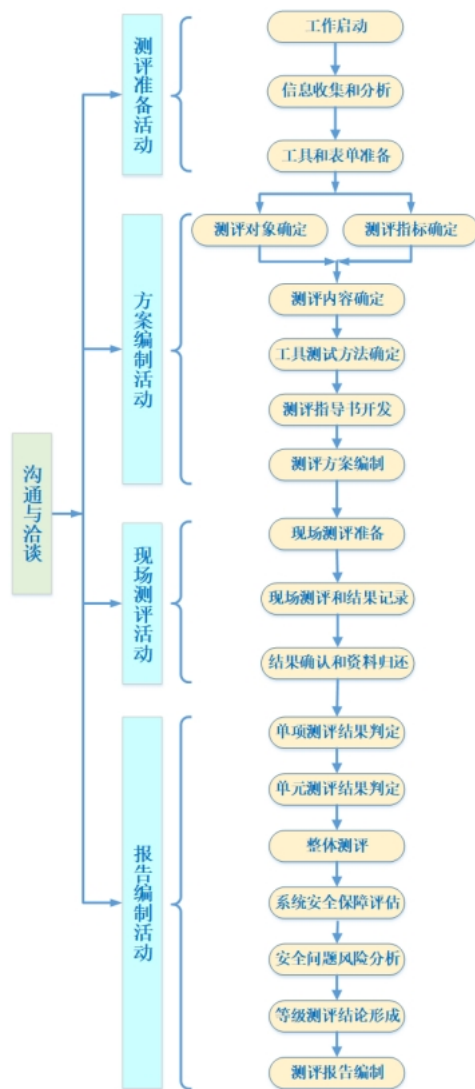 沟通与洽谈
测评准备活动
工作启动
信息收集和分析
工具和表单准备
方案编制活动
测评对象确定
测评指标确定
测评内容确定
工具测试方法确定
测评指导书开发
测评方案编制
现场测评活动
现场测评准备
现场测评和结果记录
结果确认和资料归还
报告编制活动
单项测评结果判定
单元测评结果判定
整体测评
系统安全保障评估
安全问题风险分析
等级测评结论形成
测评报告编制